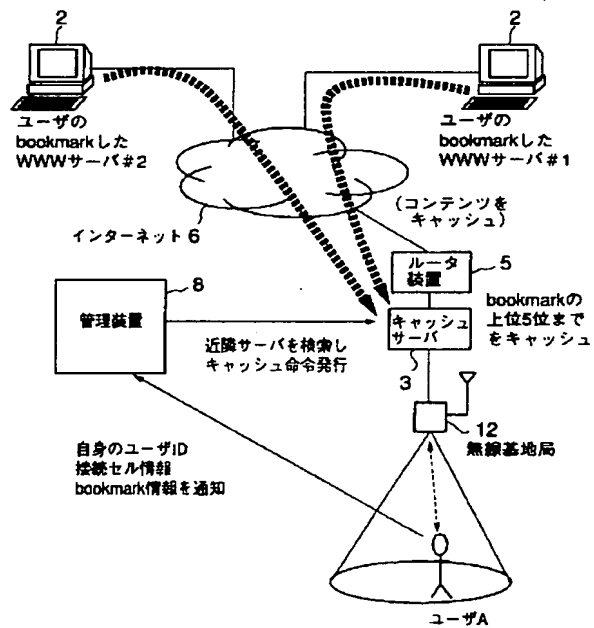 2
2
ユーザの
bookmarkした
WWWサーバ#2
ユーザの
bookmarkした
WWWサーバ#1
インターネット6
(コンテンツを
キャッシュ)
ルータ
装置
5
8
管理装置
近隣サーバを検索し
キャッシュ命令発行
キャッシュ
サーバ
3
bookmarkの
上位5位まで
をキャッシュ
12
無線基地局
自身のユーザID
接続セル情報
bookmark情報を通知
ユーザA